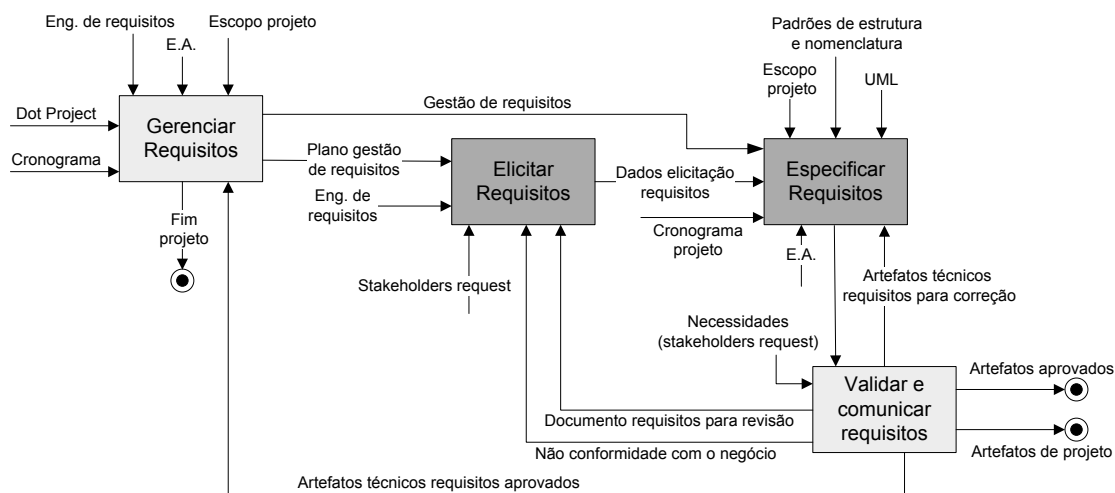 Eng. de requisitos
E.A.
Escopo projeto
Dot Project
Cronograma
Gerenciar
Requisitos
Fim
projeto
Gestão de requisitos
Plano gestão
de requisitos
Eng. de
requisitos
Stakeholders request
Elicitar
Requisitos
Dados elicitação
requisitos
Cronograma
projeto
Padrões de estrutura
e nomenclatura
Escopo
projeto
UML
Especificar
Requisitos
E.A.
Artefatos técnicos
requisitos para correção
Necessidades
(stakeholders request)
Validar e
comunicar
requisitos
Artefatos aprovados
Artefatos de projeto
Documento requisitos para revisão
Não conformidade com o negócio
Artefatos técnicos requisitos aprovados